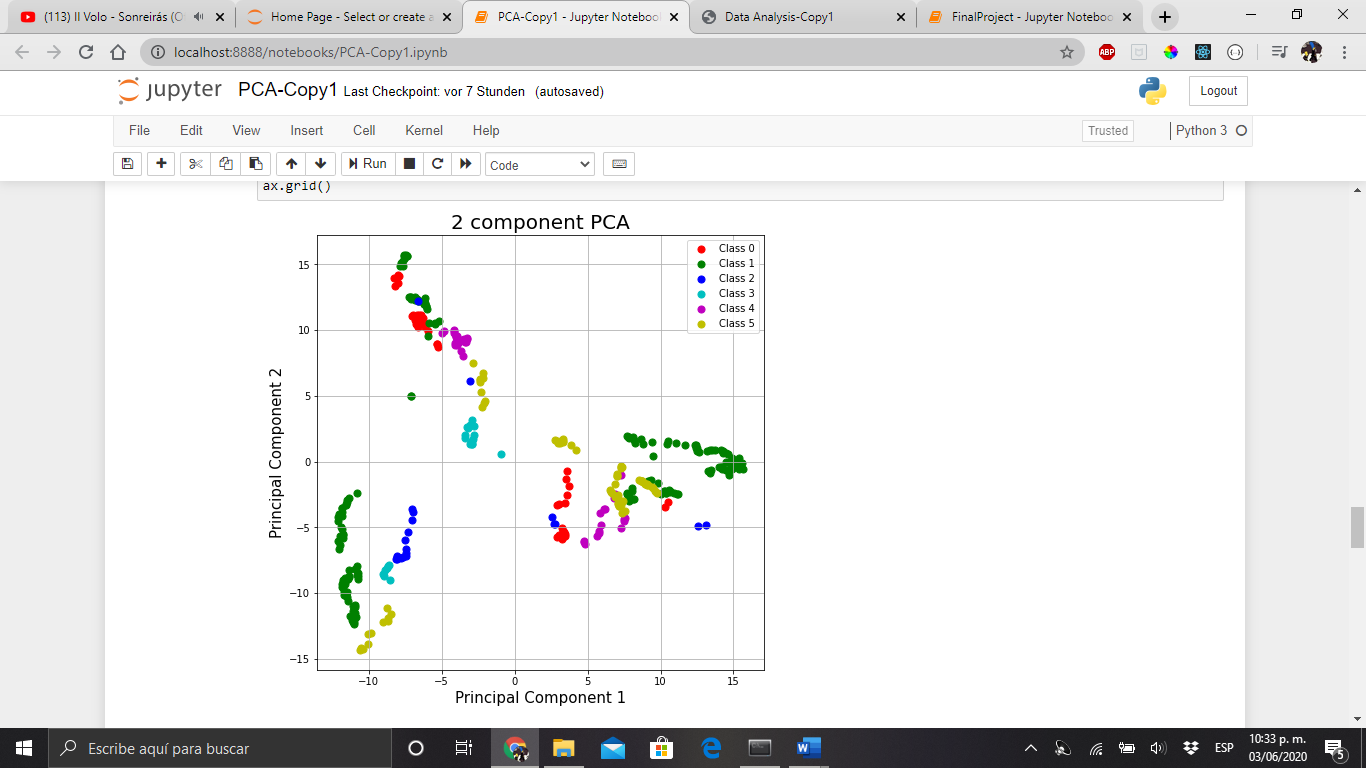 (113) Il Volo - Sonreirás (O
Home Page - Select or create a
PCA-Copy1 - Jupyter Notebook
Data Analysis-Copy1
FinalProject - Jupyter Notebook
localhost:8888/notebooks/PCA-Copy1.ipynb
ABP
jupyter PCA-Copy1 Last Checkpoint: vor 7 Stunden (autosaved)
Logout
File Edit View Insert Cell Kernel Help
Trusted
Python 3
Run
Code
ax.grid()
2 component PCA
Class 0
Class 1
Class 2
Class 3
Class 4
Class 5
15
10
5
0
−5
−10
−15
Principal Component 2
−10 −5 0 5 10 15
Principal Component 1
Escribe aquí para buscar
ESP
10:33 p. m.
03/06/2020
5